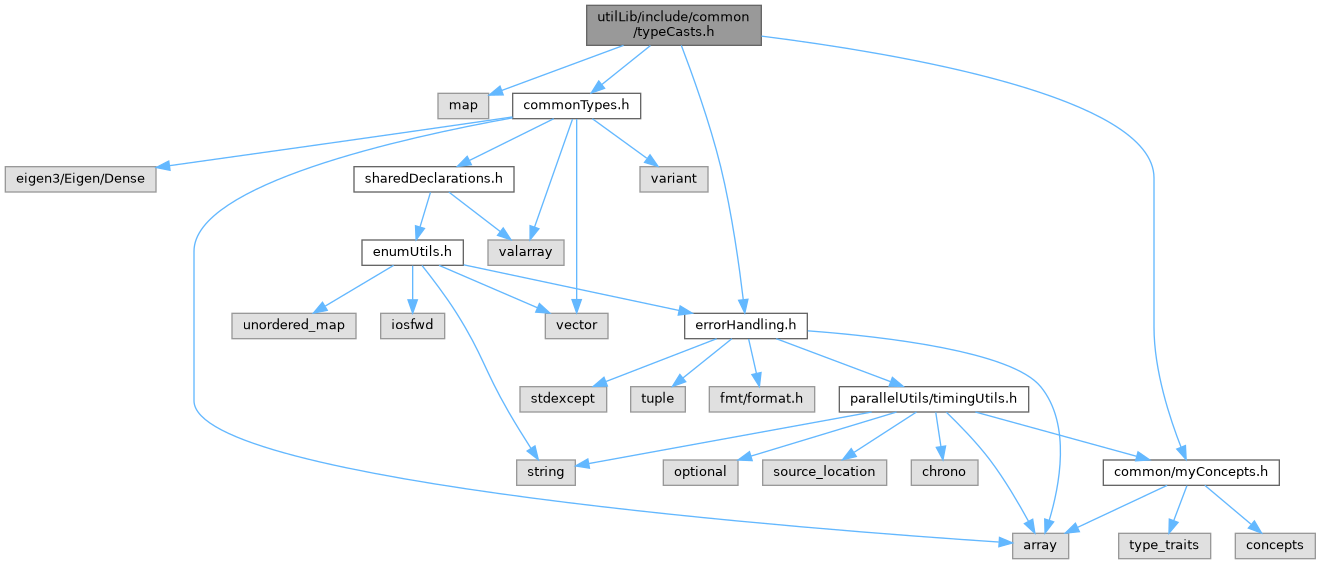 utilLib/include/common
/typeCasts.h
map
commonTypes.h
eigen3/Eigen/Dense
sharedDeclarations.h
variant
enumUtils.h
valarray
unordered_map
iosfwd
vector
errorHandling.h
stdexcept
tuple
fmt/format.h
parallelUtils/timingUtils.h
string
optional
source_location
chrono
common/myConcepts.h
array
type_traits
concepts